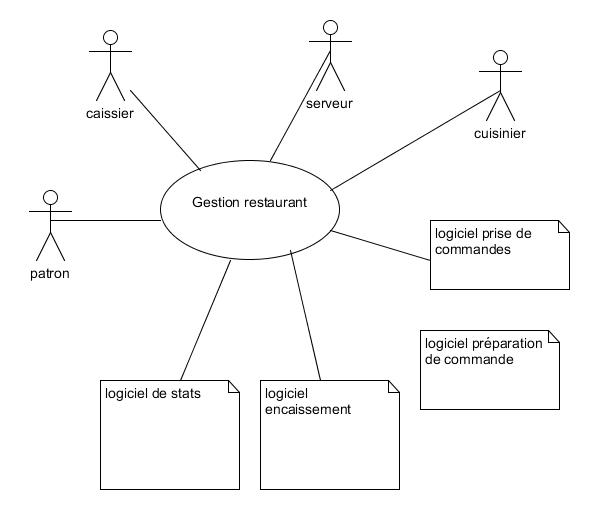 caissier
serveur
cuisinier
Gestion restaurant
patron
logiciel prise de
commandes
logiciel préparation
de commande
logiciel de stats
logiciel
encaissement